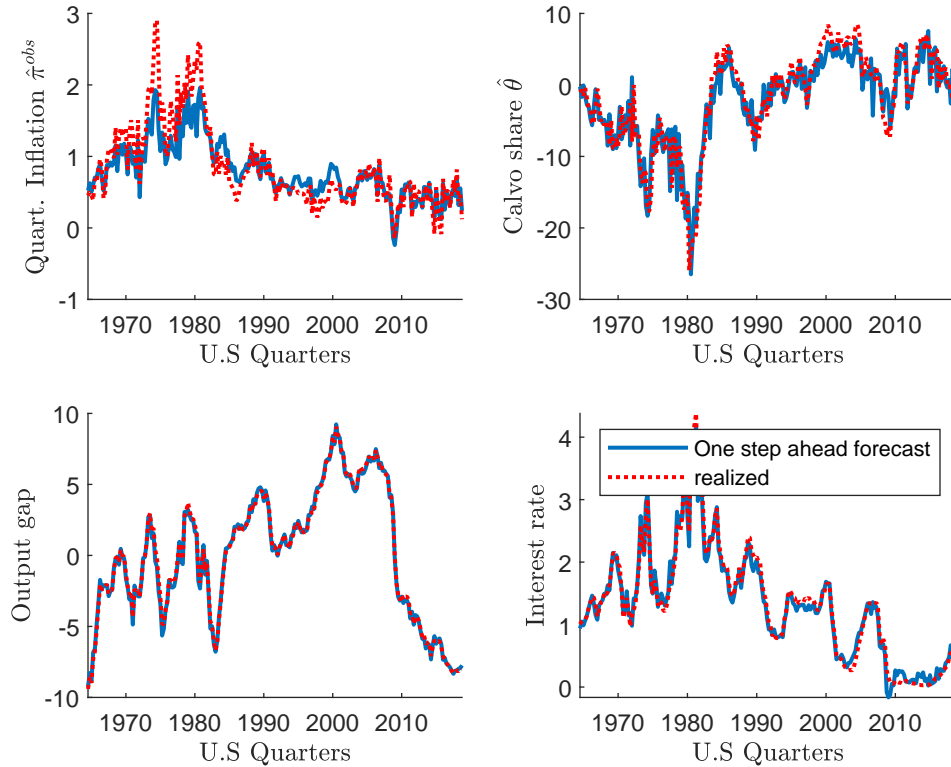 3
2
1
0
-1
Quart. Inflation π̂^obs
1970 1980 1990 2000 2010
U.S Quarters
10
0
-10
-20
-30
Calvo share θ̂
1970 1980 1990 2000 2010
U.S Quarters
10
5
0
-5
-10
Output gap
1970 1980 1990 2000 2010
U.S Quarters
4
3
2
1
0
Interest rate
One step ahead forecast
realized
1970 1980 1990 2000 2010
U.S Quarters